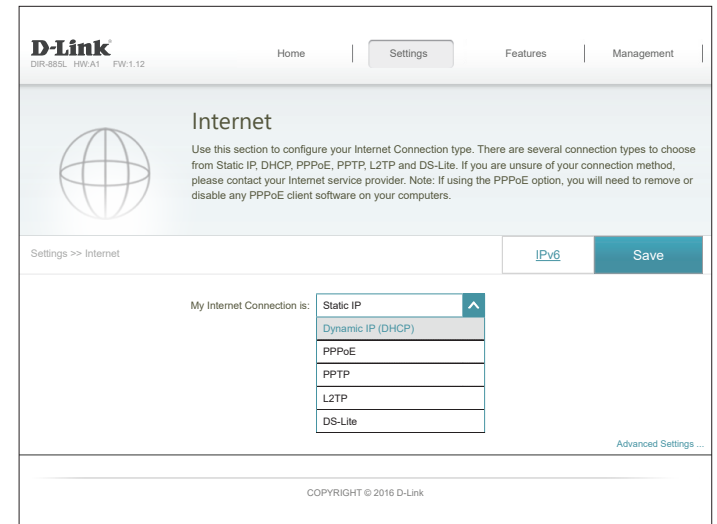 D-Link
DIR-885L HW:A1 FW:1.12
Home
Settings
Features
Management
Internet
Use this section to configure your Internet Connection type. There are several connection types to choose
from Static IP, DHCP, PPPoE, PPTP, L2TP and DS-Lite. If you are unsure of your connection method,
please contact your Internet service provider. Note: If using the PPPoE option, you will need to remove or
disable any PPPoE client software on your computers.
Settings >> Internet
IPv6
Save
My Internet Connection is:
Static IP
Dynamic IP (DHCP)
PPPoE
PPTP
L2TP
DS-Lite
Advanced Settings ...
COPYRIGHT © 2016 D-Link